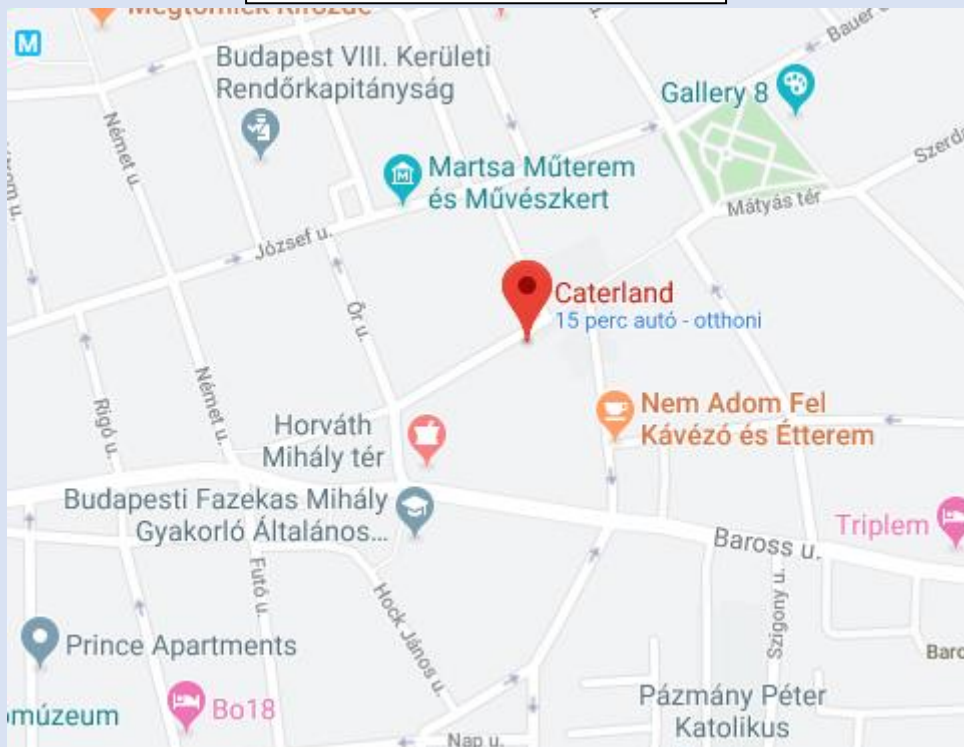 M
Budapest VIII. Kerületi
Rendőrkapitányság
Bauer
Gallery 8
Német u.
Martsa Műterem
és Művészkert
Mátyás tér
József u.
Caterland
15 perc autó - otthoni
Őr u.
Német u.
Rigó u.
Nem Adom Fel
Kávézó és Étterem
Horváth
Mihály tér
Budapesti Fazekas Mihály
Gyakorló Általános...
Triplem
Baross u.
Futó u.
Hock János u.
Szigony u.
Prince Apartments
Bo18
Pázmány Péter
Katolikus
Nap u.